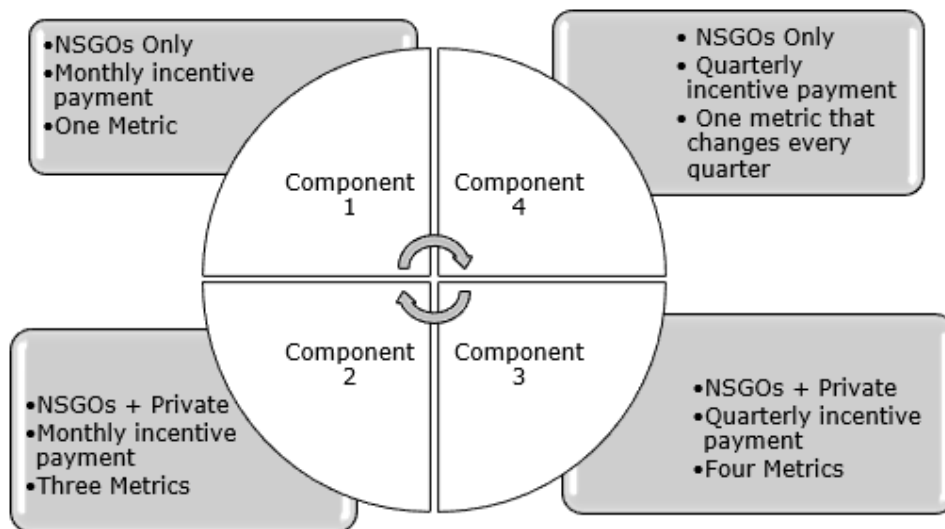 •NSGOs Only
•Monthly incentive
payment
•One Metric
• NSGOs Only
• Quarterly
incentive payment
• One metric that
changes every
quarter
Component
1
Component
4
Component
2
Component
3
•NSGOs + Private
•Monthly incentive
payment
•Three Metrics
•NSGOs + Private
•Quarterly incentive
payment
•Four Metrics